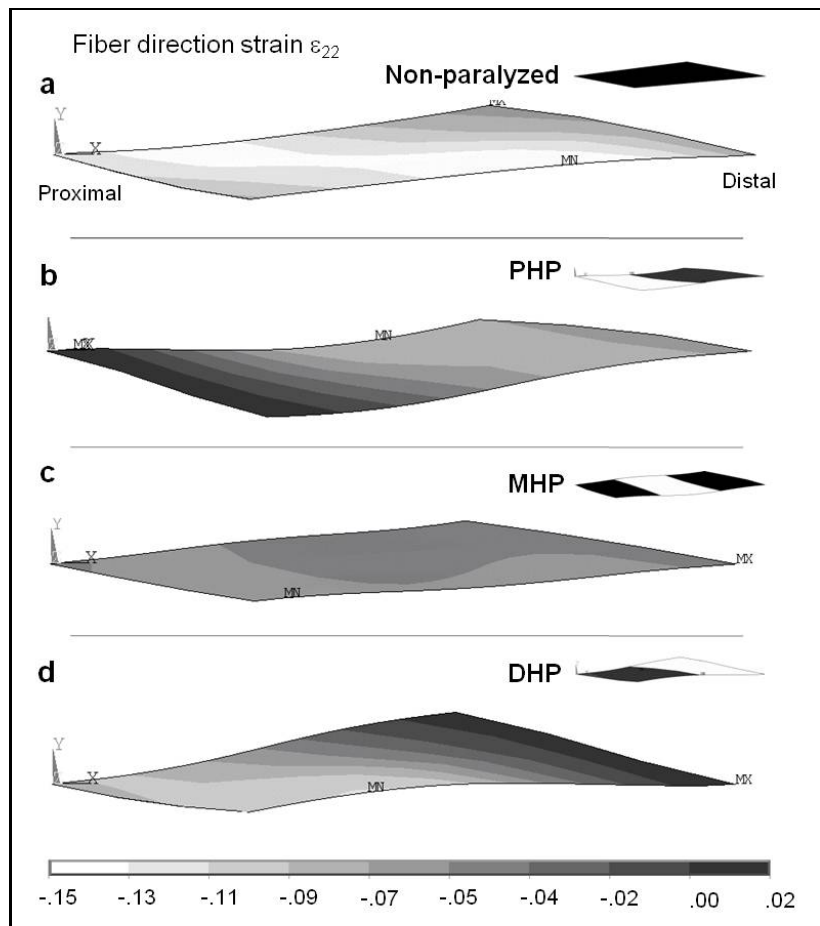 Fiber direction strain ε22
a
Non-paralyzed
MX
Y
X
MN
Proximal
Distal
b
PHP
MN
c
MHP
Y
X
MX
MN
d
DHP
Y
X
MN
MX
-.15 -.13 -.11 -.09 -.07 -.05 -.04 -.02 .00 .02